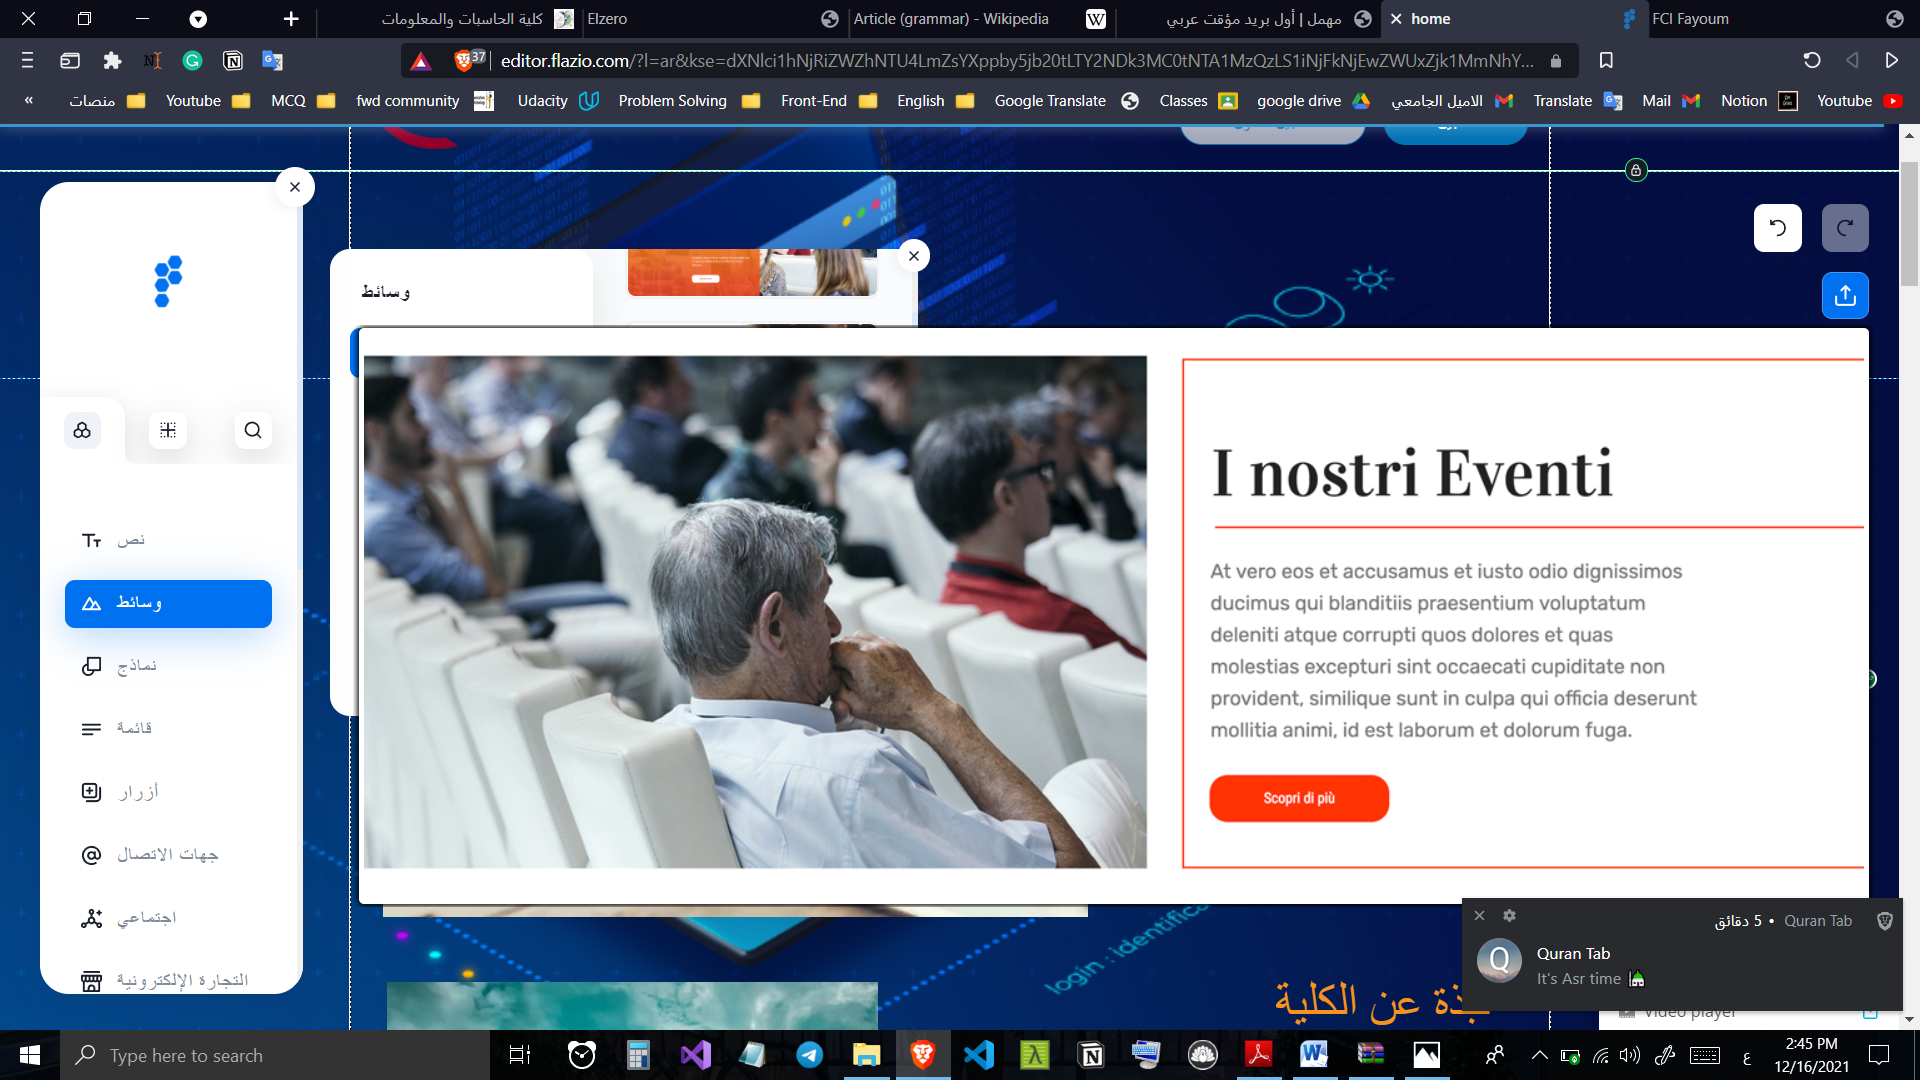 كلية الحاسبات والمعلومات
Elzero
Article (grammar) - Wikipedia
مهمل | أول بريد مؤقت عربي
home
FCI Fayoum
37
editor.flazio.com/?l=ar&kse=dXNlci1hNjRiZWZhNTU4LmZsYXppby5jb20tLTY2NDk3MC0tNTA1MzQzLS1iNjFkNjEwZWUxZjk1MmNhY...
منصات
Youtube
MCQ
fwd community
Udacity
Problem Solving
Front-End
English
Google Translate
Classes
google drive
الاميل الجامعي
Translate
Mail
Notion
Youtube
وسائط
نص
وسائط
نماذج
قائمة
أزرار
جهات الاتصال
اجتماعي
التجارة الإلكترونية
I nostri Eventi
At vero eos et accusamus et iusto odio dignissimos
ducimus qui blanditiis praesentium voluptatum
deleniti atque corrupti quos dolores et quas
molestias excepturi sint occaecati cupiditate non
provident, similique sunt in culpa qui officia deserunt
mollitia animi, id est laborum et dolorum fuga.
Scopri di più
login : identific
نبذة عن الكلية
Quran Tab • 5 دقائق
Q
Quran Tab
It's Asr time
Video player
Type here to search
ع
2:45 PM
12/16/2021